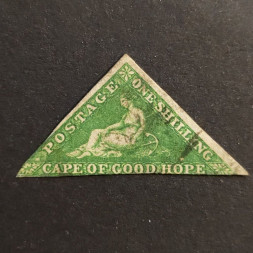 POSTAGE
ONE SHILLING
CAPE OF GOOD HOPE